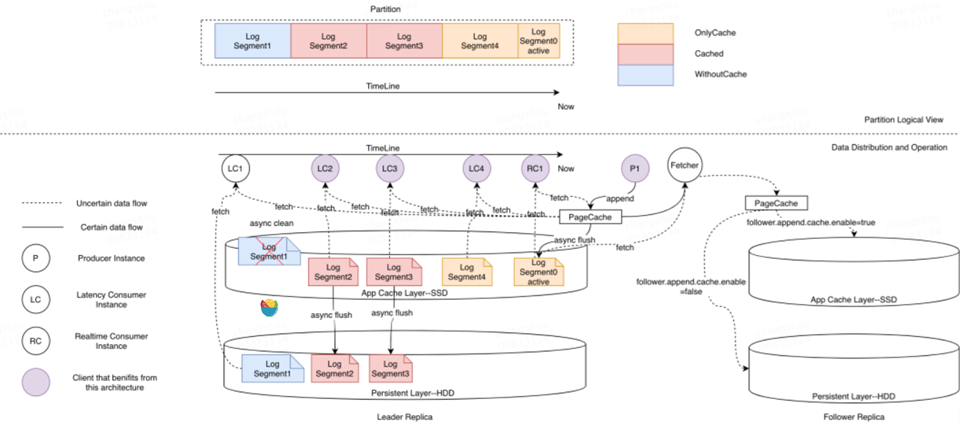 Partition
Log
Segment1
Log
Segment2
Log
Segment3
Log
Segment4
Log
Segment0
active
OnlyCache
Cached
WithoutCache
TimeLine
Now
Partition Logical View
Data Distribution and Operation
TimeLine
Now
LC1
LC2
LC3
LC4
RC1
P1
Fetcher
Uncertain data flow
Certain data flow
P
Producer Instance
LC
Latency Consumer
Instance
RC
Realtime Consumer
Instance
Client that benifits from
this architecture
fetch
fetch
fetch
fetch
fetch
fetch
fetch
fetch
fetch
fetch
append
PageCache
PageCache
async clean
async flush
fetch
follower.append.cache.enable=true
follower.append.cache.enable
=false
Log
Segment1
Log
Segment2
Log
Segment3
Log
Segment4
Log
Segment0
active
App Cache Layer--SSD
App Cache Layer--SSD
async flush
async flush
Log
Segment1
Log
Segment2
Log
Segment3
Persistent Layer--HDD
Persistent Layer--HDD
Leader Replica
Follower Replica